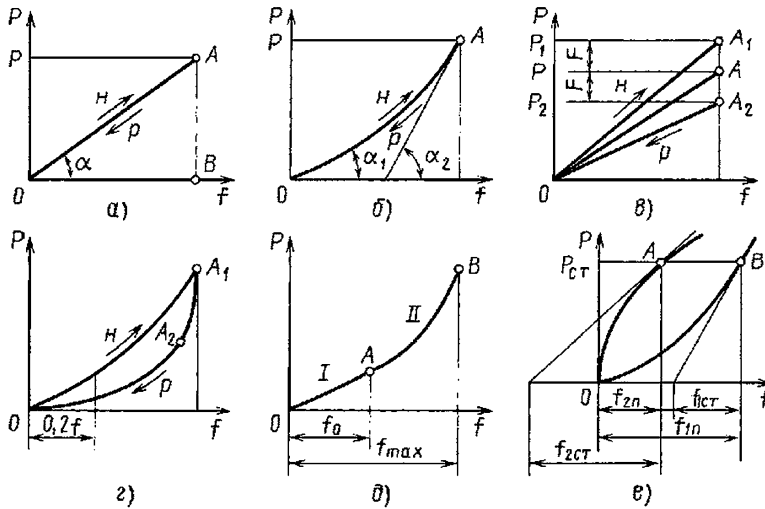 P
P
A
н
р
α
B
0
f
а)
P
P
A
н
р
α₁
α₂
0
f
б)
P
P₁
A₁
F
P
A
F
P₂
A₂
н
р
0
f
в)
P
A₁
н
A₂
р
0
0,2f
f
г)
P
B
II
A
I
0
f₀
f
fmax
д)
P
A
B
Pст
0
f
f₂п
f₁ст
f₁п
f₂ст
е)